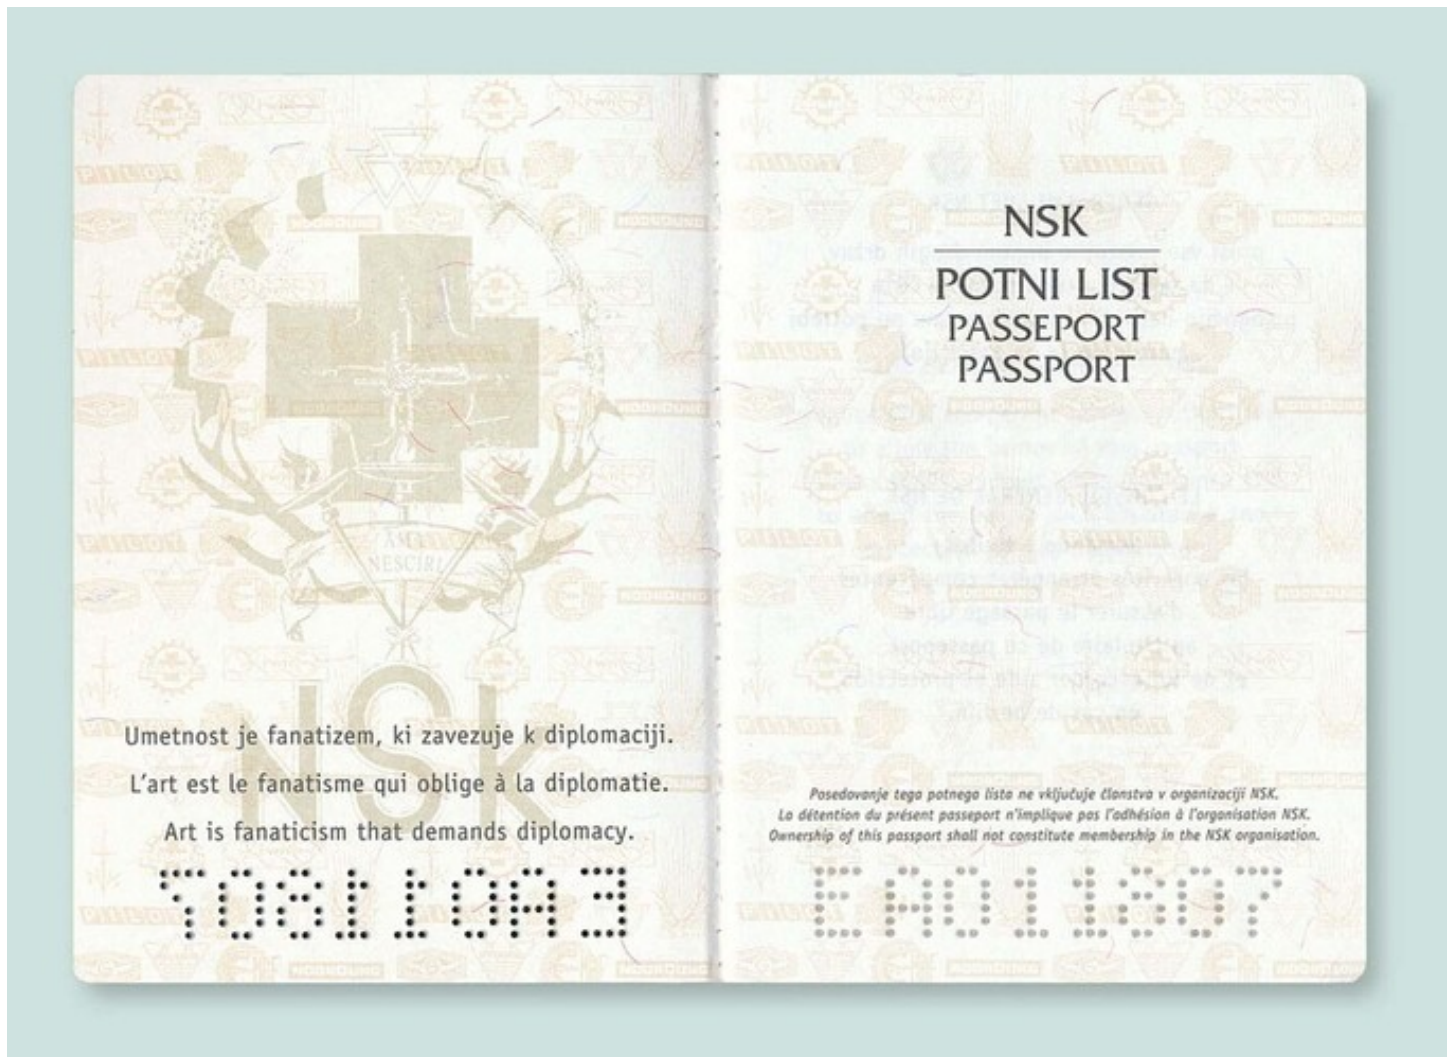 Umetnost je fanatizem, ki zavezuje k diplomaciji.
L'art est le fanatisme qui oblige à la diplomatie.
Art is fanaticism that demands diplomacy.
NSK
NSK
POTNI LIST
PASSEPORT
PASSPORT
Posedovanje tega potnega lista ne vključuje članstva v organizaciji NSK.
La détention du présent passeport n'implique pas l'adhésion à l'organisation NSK.
Ownership of this passport shall not constitute membership in the NSK organisation.
EA011807